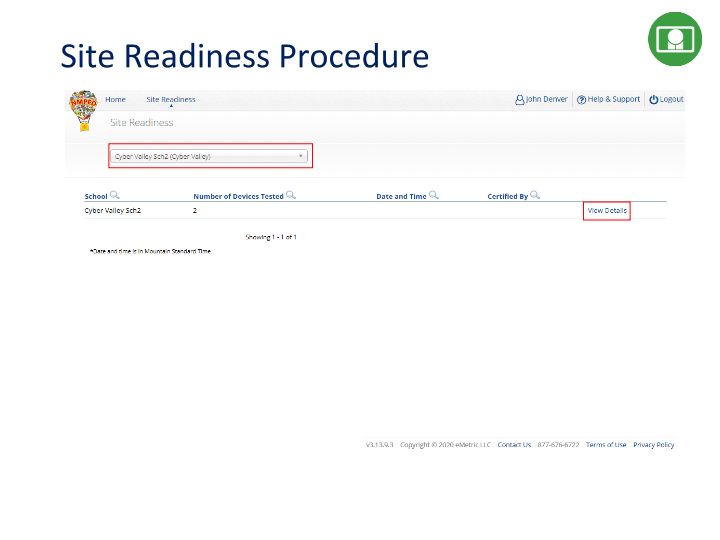 Site Readiness Procedure
NMPED Home Site Readiness John Denver Help & Support Logout
Site Readiness
Cyber Valley Sch2 (Cyber Valley)
School Number of Devices Tested Date and Time Certified By
Cyber Valley Sch2 2 View Details
Showing 1 - 1 of 1
*Date and time is in Mountain Standard Time.
v3.13.9.3 Copyright © 2020 eMetric LLC Contact Us 877-676-6722 Terms of Use Privacy Policy